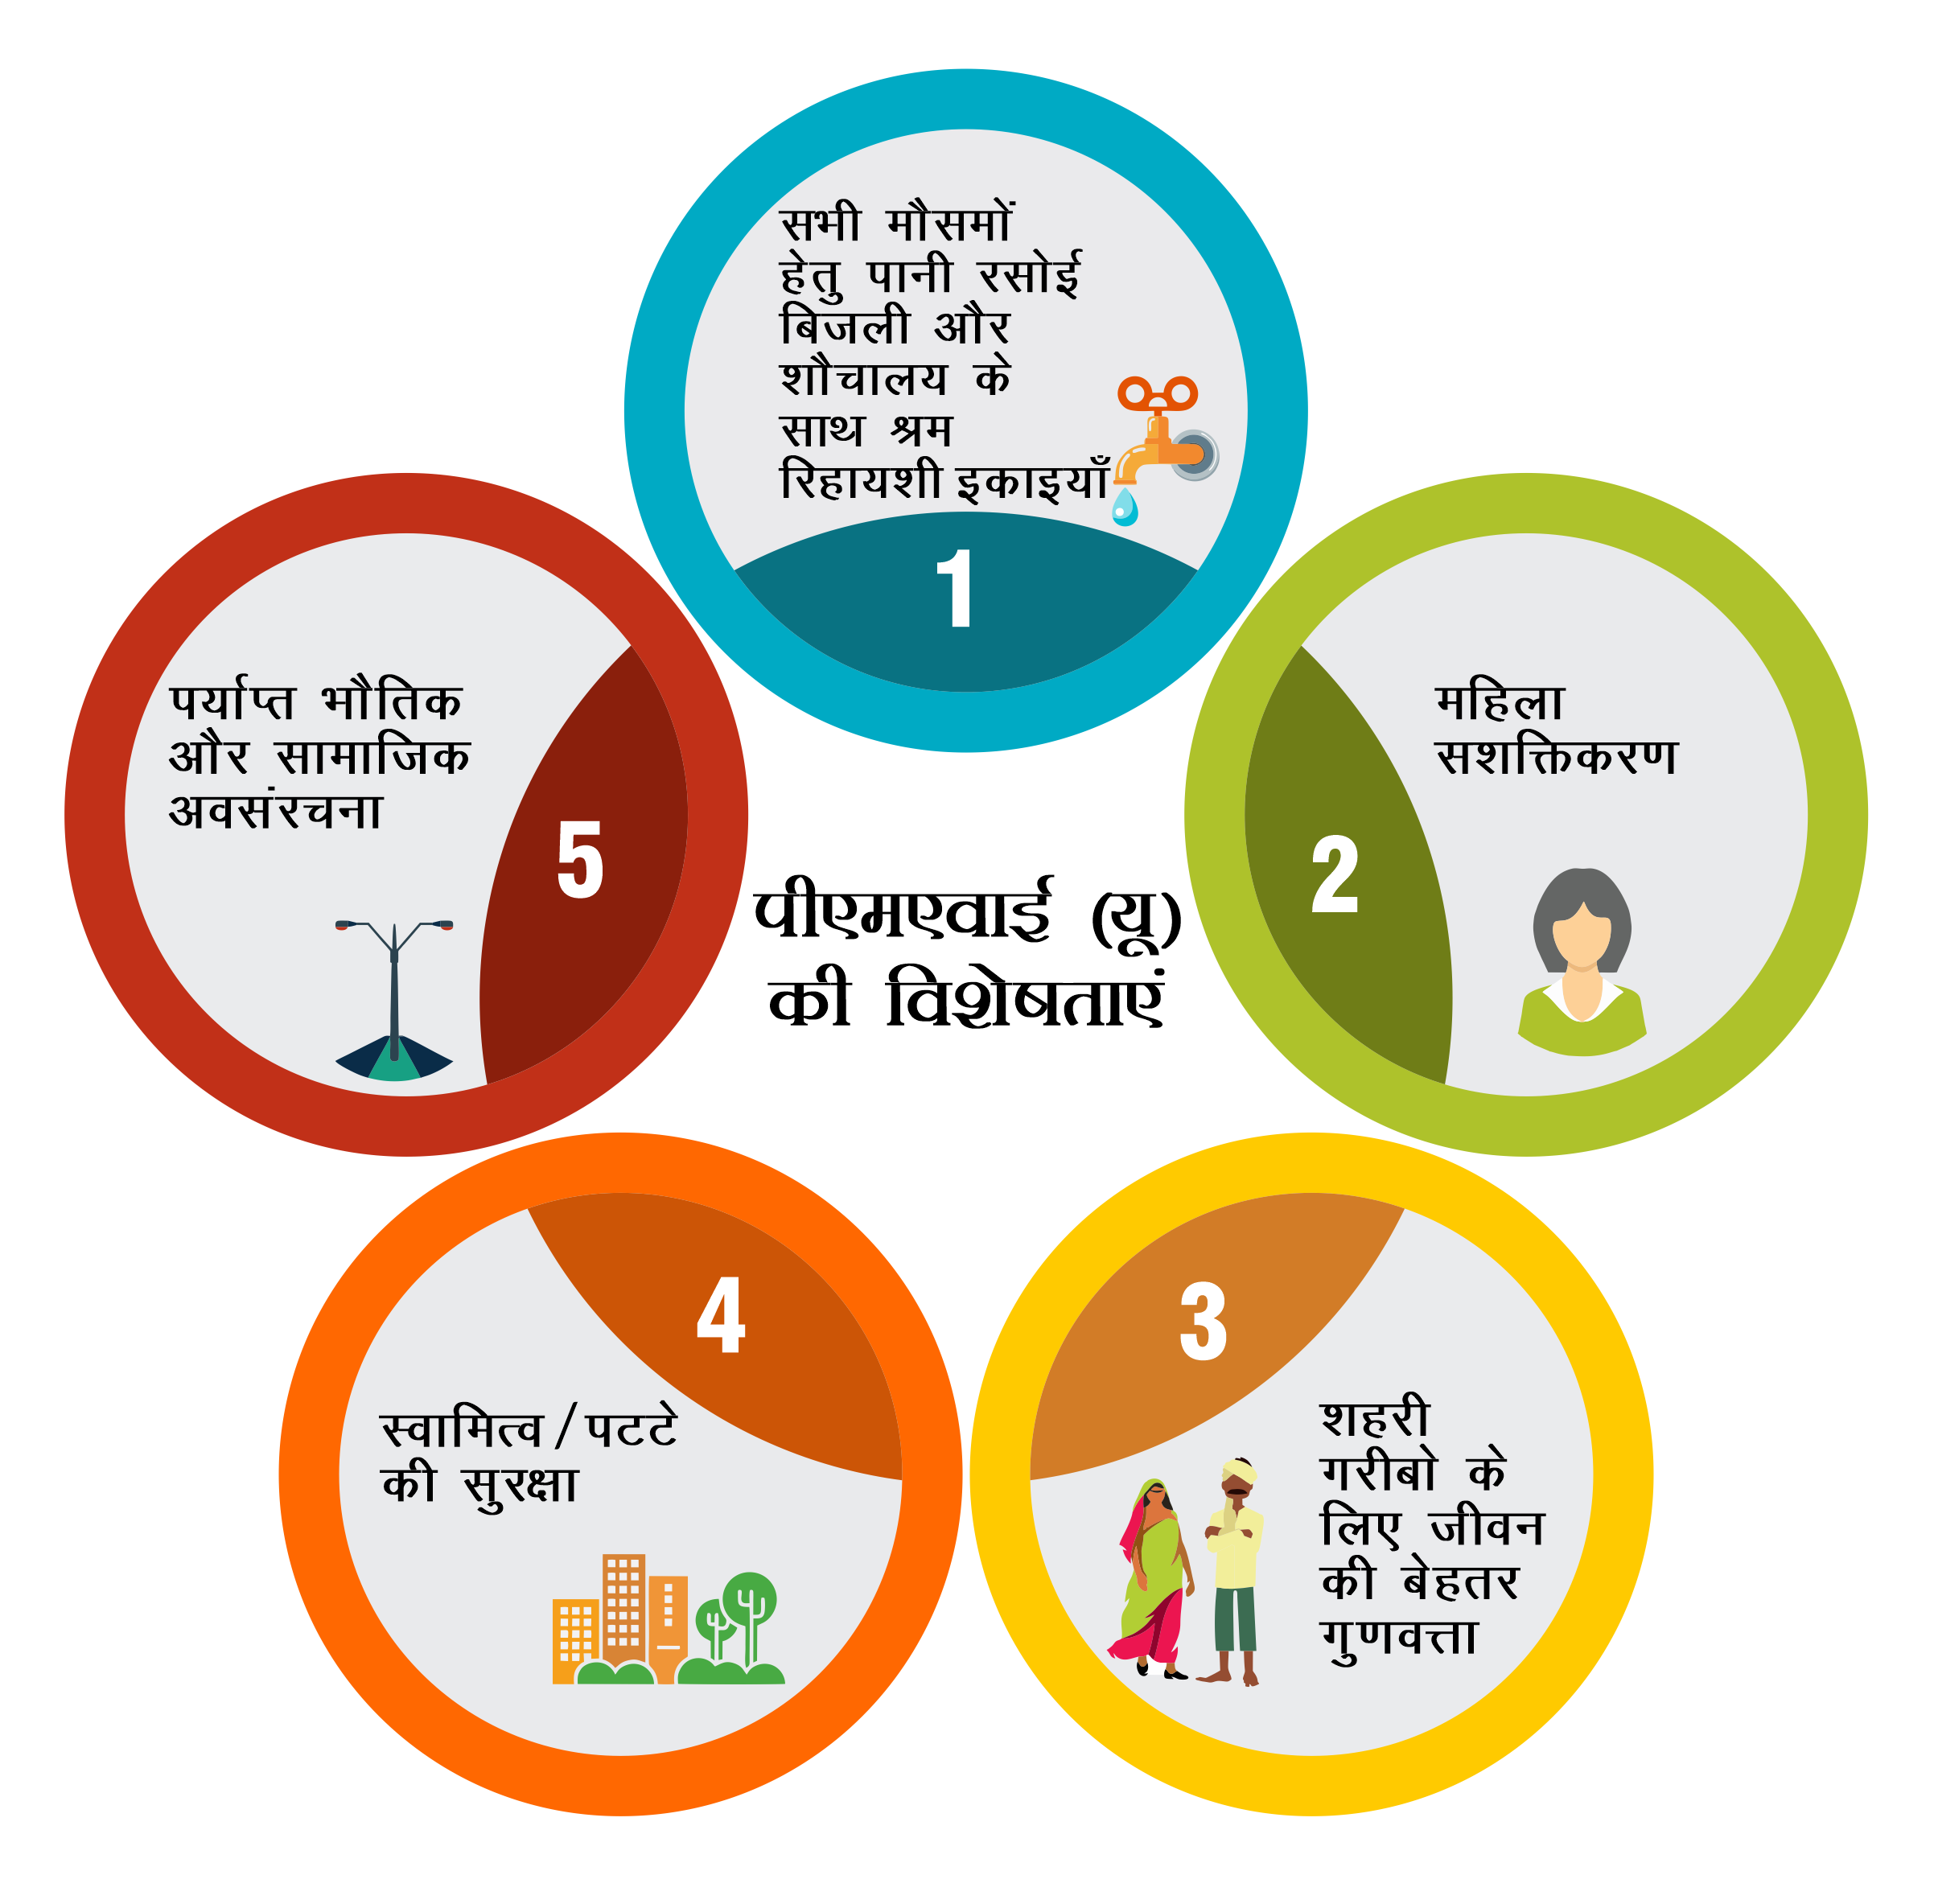 सभी मौसमों
हेतु पानी रसोई
बिजली और
शौचालय के
साथ श्रम
रिहायशी इकाइयाँ
1
महिला
सशक्तिकरण
2
3
शहरी
गरीबों के
लिए जीवन
की बेहतर
गुणवत्ता
4
स्वामित्व/पटटे
की सुरक्षा
5
पर्याप्त भौतिक
और सामाजिक
अवसंरचना
पीएमएवाई (यू)
की विशेषताएं